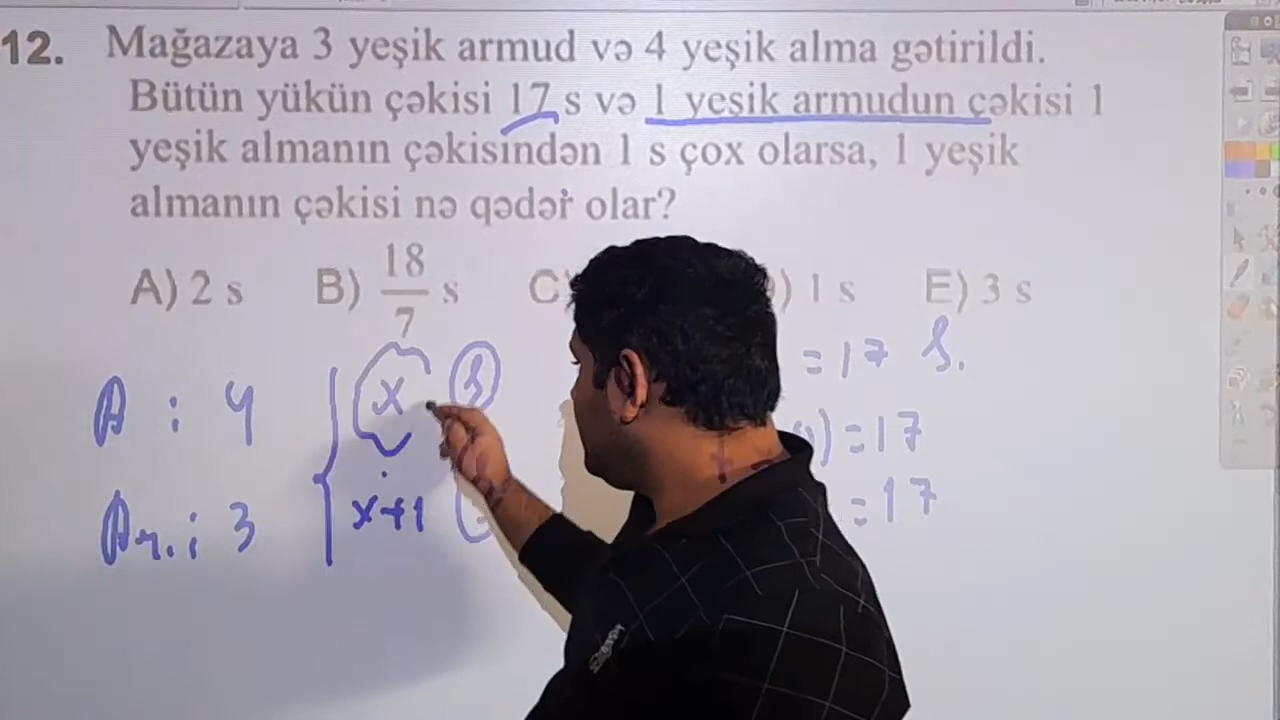 12. Mağazaya 3 yeşik armud və 4 yeşik alma gətirildi.
Bütün yükün çəkisi 17 s və 1 yeşik armudun çəkisi 1
yeşik almanın çəkisindən 1 s çox olarsa, 1 yeşik
almanın çəkisi nə qədər olar?
A) 2 s B) 18/7 s C) ) 1 s E) 3 s
= 17 S.
A : 4 x s
) = 17
Ar. : 3 x+1 = 17